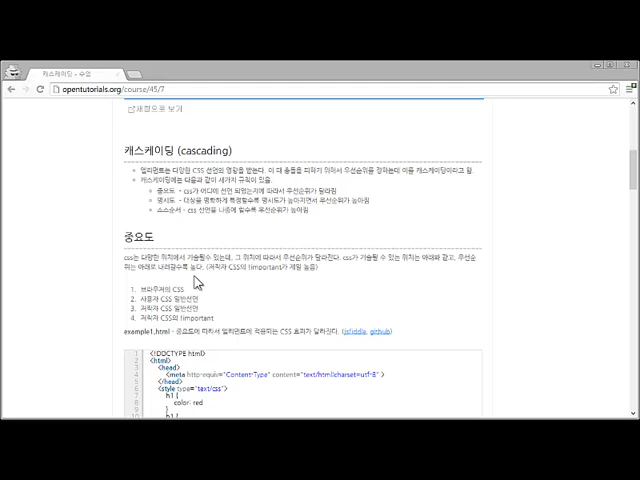 캐스케이딩 - 수업
opentutorials.org/course/45/7
새창으로 보기
캐스케이딩 (cascading)
엘리먼트는 다양한 CSS 선언의 영향을 받는다. 이 때 충돌을 피하기 위해서 우선순위를 정하는데 이를 캐스케이딩이라고 함.
캐스케이딩에는 다음과 같이 세가지 규칙이 있음.
중요도 - css가 어디에 선언 되었는지에 따라서 우선순위가 달라짐
명시도 - 대상을 명확하게 특정할수록 명시도가 높아지면서 우선순위가 높아짐
소스순서 - css 선언을 나중에 할수록 우선순위가 높아짐
중요도
css는 다양한 위치에서 기술될수 있는데, 그 위치에 따라서 우선순위가 달라진다. css가 기술될 수 있는 위치는 아래와 같고, 우선순
위는 아래로 내려갈수록 높다. (저작자 CSS의 !important가 제일 높음)
1. 브라우져의 CSS
2. 사용자 CSS 일반선언
3. 저작자 CSS 일반선언
4. 저작자 CSS의 !important
example1.html - 중요도에 따라서 엘리먼트에 적용되는 CSS 효과가 달라진다. (jsfiddle, github)
1 <!DOCTYPE html>
2 <html>
3 <head>
4 <meta http-equiv="Content-Type" content="text/html;charset=utf-8" >
5 </head>
6 <style type="text/css">
7 h1 {
8 color: red
9 }
10 h1 {